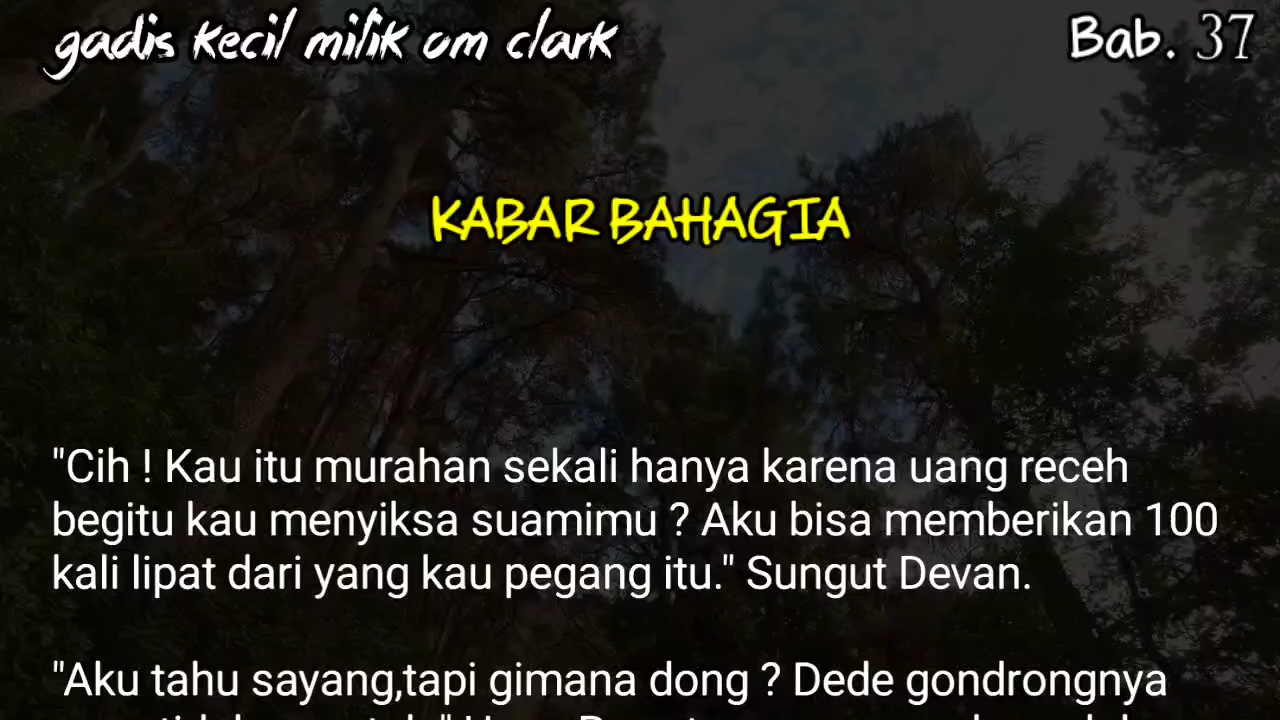 gadis kecil milik om clark
Bab. 37
KABAR BAHAGIA
"Cih ! Kau itu murahan sekali hanya karena uang receh
begitu kau menyiksa suamimu ? Aku bisa memberikan 100
kali lipat dari yang kau pegang itu." Sungut Devan.
"Aku tahu sayang,tapi gimana dong ? Dede gondrongnya